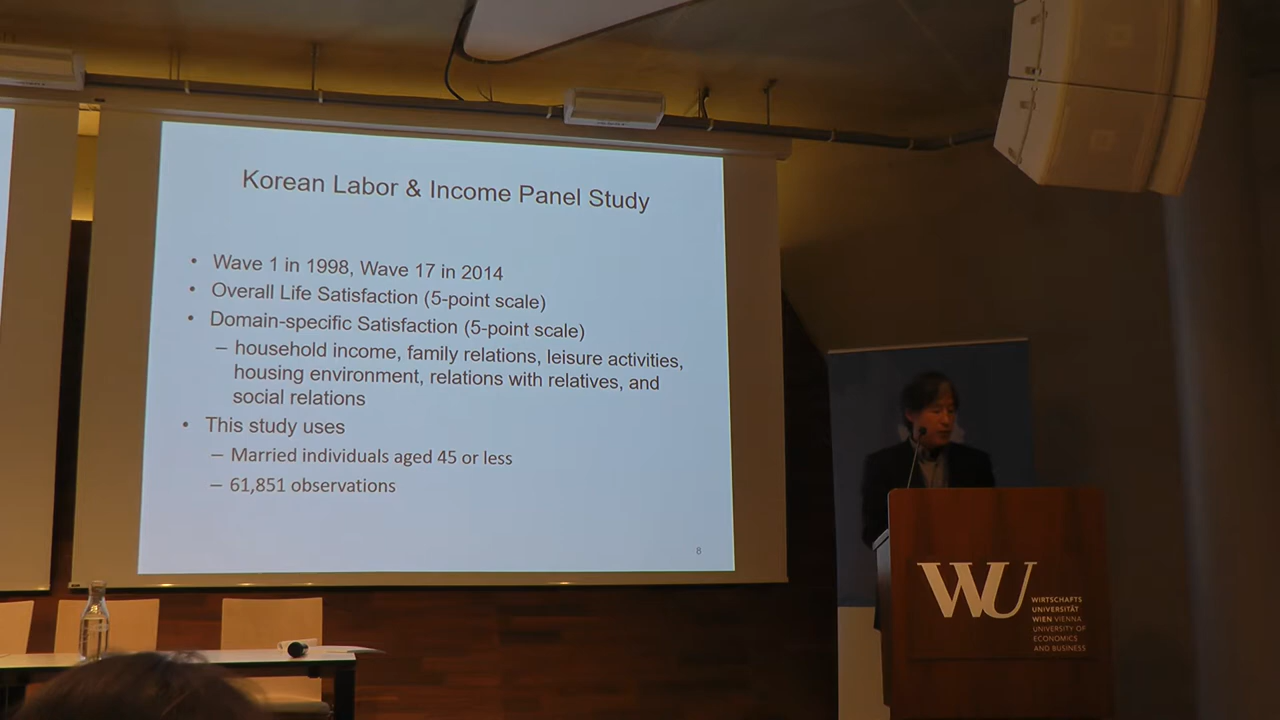 Korean Labor & Income Panel Study
• Wave 1 in 1998, Wave 17 in 2014
• Overall Life Satisfaction (5-point scale)
• Domain-specific Satisfaction (5-point scale)
– household income, family relations, leisure activities,
housing environment, relations with relatives, and
social relations
• This study uses
– Married individuals aged 45 or less
– 61,851 observations
8
WU
WIRTSCHAFTS
UNIVERSITÄT
WIEN VIENNA
UNIVERSITY OF
ECONOMICS
AND BUSINESS